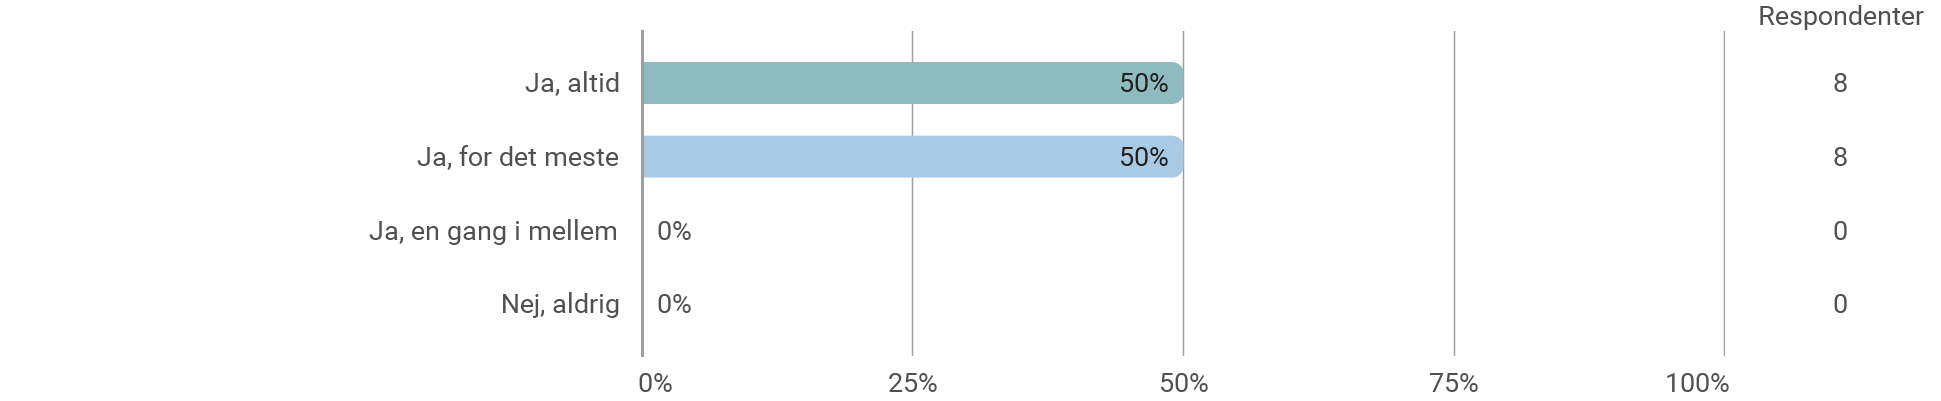 Respondenter
Ja, altid 50% 8
Ja, for det meste 50% 8
Ja, en gang i mellem 0% 0
Nej, aldrig 0% 0
0% 25% 50% 75% 100%